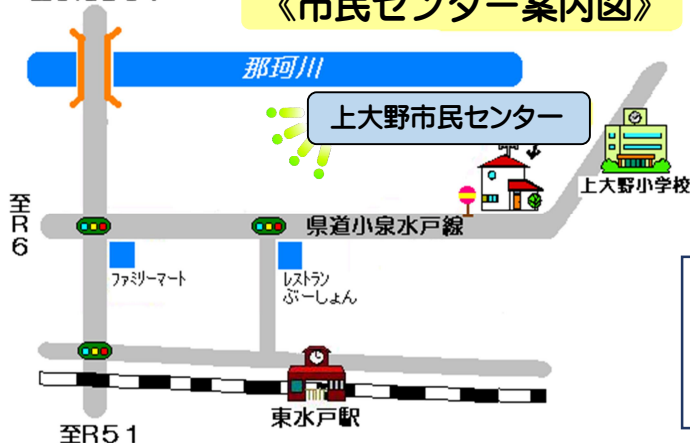 《市民センター案内図》
那珂川
上大野市民センター
上大野小学校
至R6
県道小泉水戸線
ファミリーマート
レストラン
ぶーしょん
東水戸駅
至R51